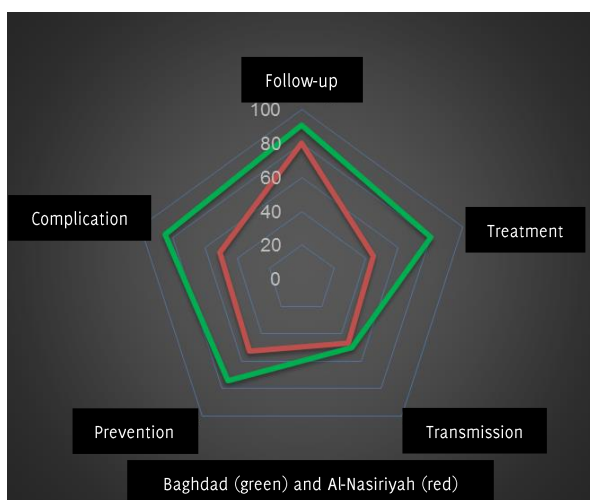 Follow-up
100
80
60
40
20
0
Complication
Treatment
Prevention
Transmission
Baghdad (green) and Al-Nasiriyah (red)